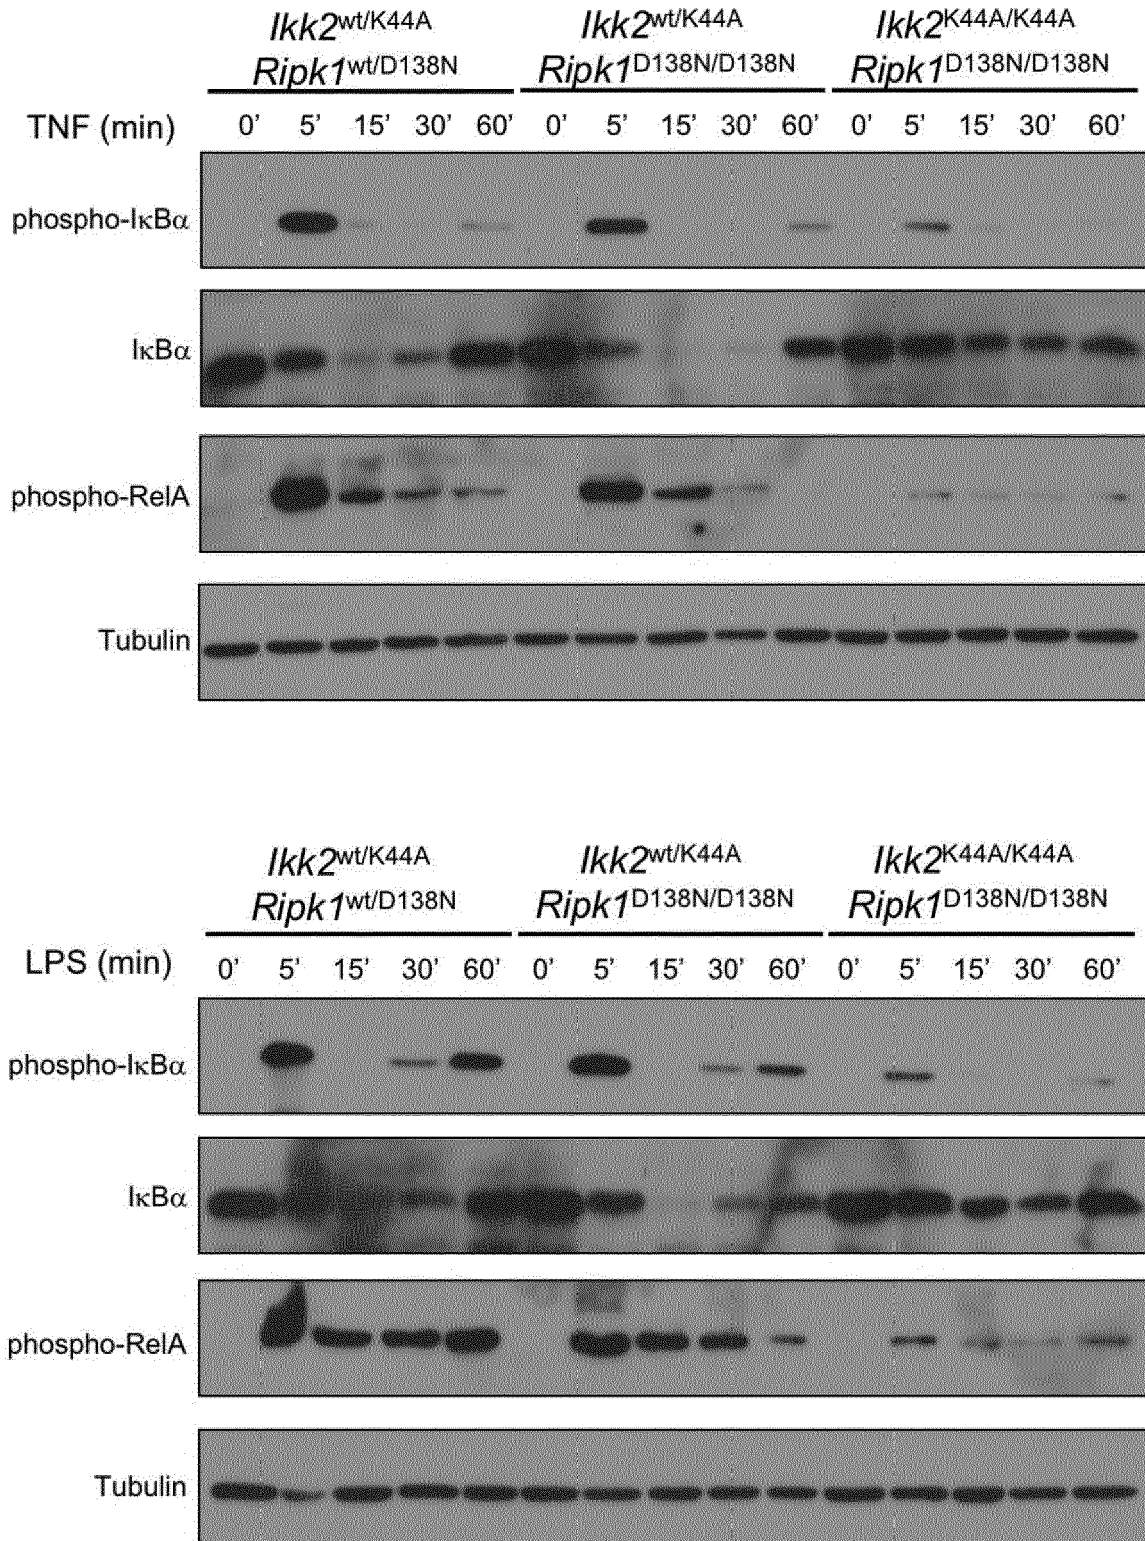 Ikk2wt/K44A Ikk2wt/K44A Ikk2K44A/K44A
Ripk1wt/D138N Ripk1D138N/D138N Ripk1D138N/D138N
TNF (min) 0' 5' 15' 30' 60' 0' 5' 15' 30' 60' 0' 5' 15' 30' 60'
phospho-IκBα
IκBα
phospho-RelA
Tubulin
Ikk2wt/K44A Ikk2wt/K44A Ikk2K44A/K44A
Ripk1wt/D138N Ripk1D138N/D138N Ripk1D138N/D138N
LPS (min) 0' 5' 15' 30' 60' 0' 5' 15' 30' 60' 0' 5' 15' 30' 60'
phospho-IκBα
IκBα
phospho-RelA
Tubulin